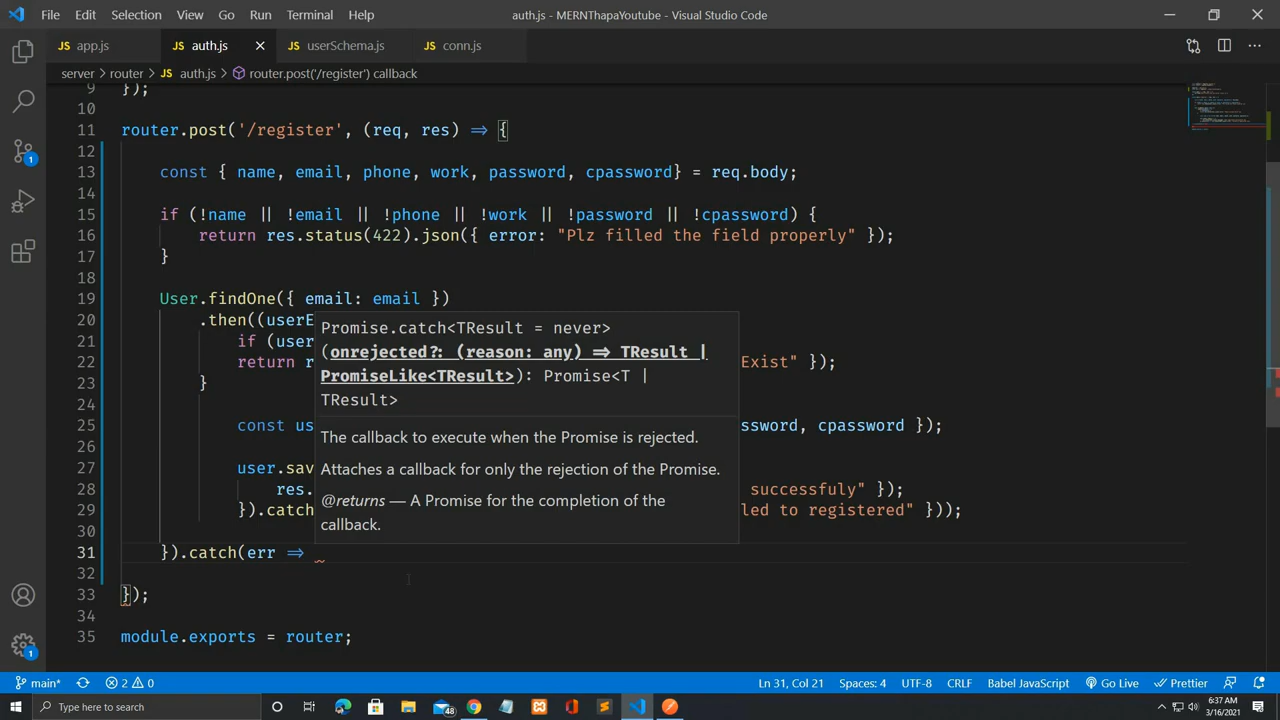 File Edit Selection View Go Run Terminal Help auth.js - MERNThapaYoutube - Visual Studio Code
JS app.js JS auth.js JS userSchema.js JS conn.js
server > router > JS auth.js > router.post('/register') callback
9 });
10
11 router.post('/register', (req, res) => {
12
13 const { name, email, phone, work, password, cpassword} = req.body;
14
15 if (!name || !email || !phone || !work || !password || !cpassword) {
16 return res.status(422).json({ error: "Plz filled the field properly" });
17 }
18
19 User.findOne({ email: email })
20 .then((userE
21 if (user
22 return r Exist" });
23 }
24
25 const us ssword, cpassword });
26
27 user.sav
28 res. successfuly" });
29 }).catch led to registered" }));
30
31 }).catch(err =>
32
33 });
34
35 module.exports = router;
Promise.catch<TResult = never>
(onrejected?: (reason: any) => TResult |
PromiseLike<TResult>): Promise<T |
TResult>
The callback to execute when the Promise is rejected.
Attaches a callback for only the rejection of the Promise.
@returns — A Promise for the completion of the
callback.
1
1
main* 2 0 Ln 31, Col 21 Spaces: 4 UTF-8 CRLF Babel JavaScript Go Live Prettier
Type here to search 48 6:37 AM
3/16/2021